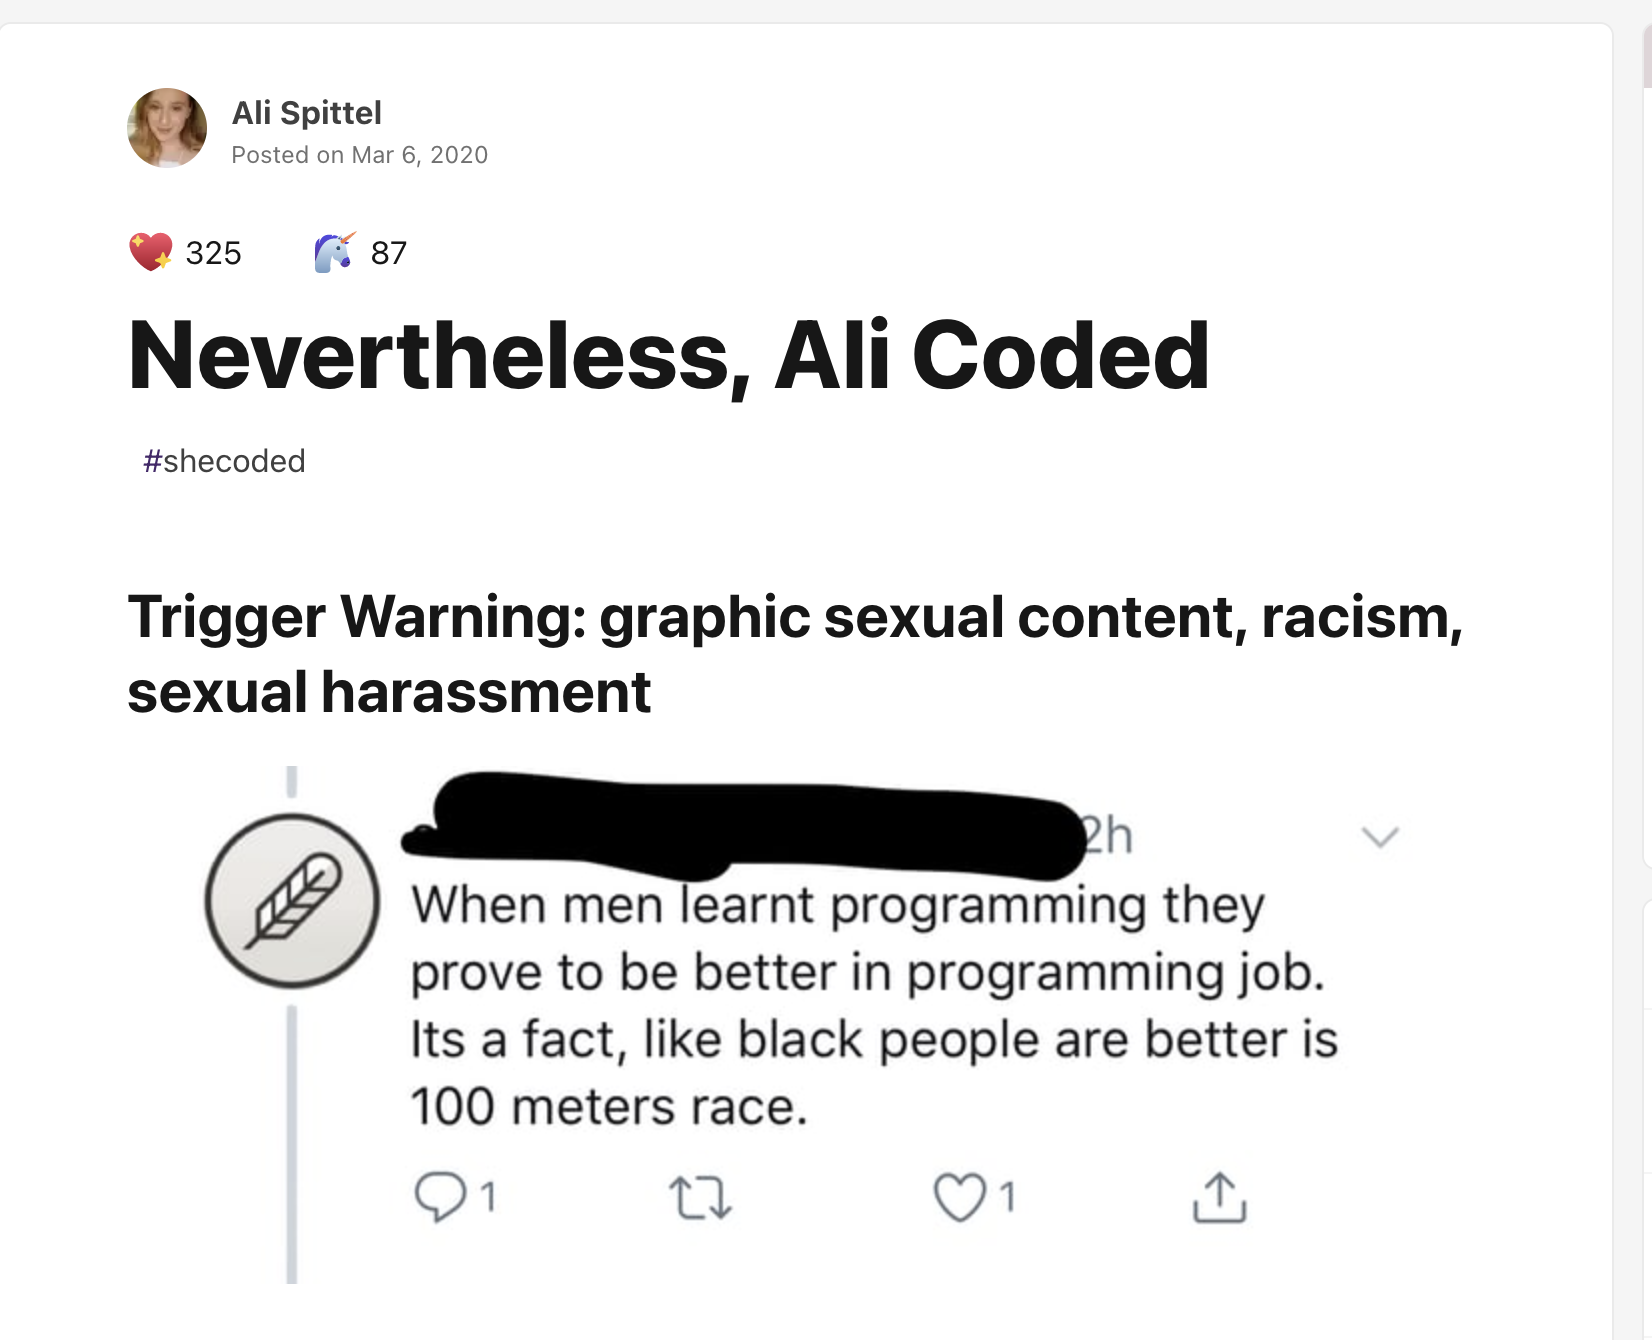 Ali Spittel
Posted on Mar 6, 2020
325 87
Nevertheless, Ali Coded
#shecoded
Trigger Warning: graphic sexual content, racism,
sexual harassment
2h
When men learnt programming they
prove to be better in programming job.
Its a fact, like black people are better is
100 meters race.
1 1